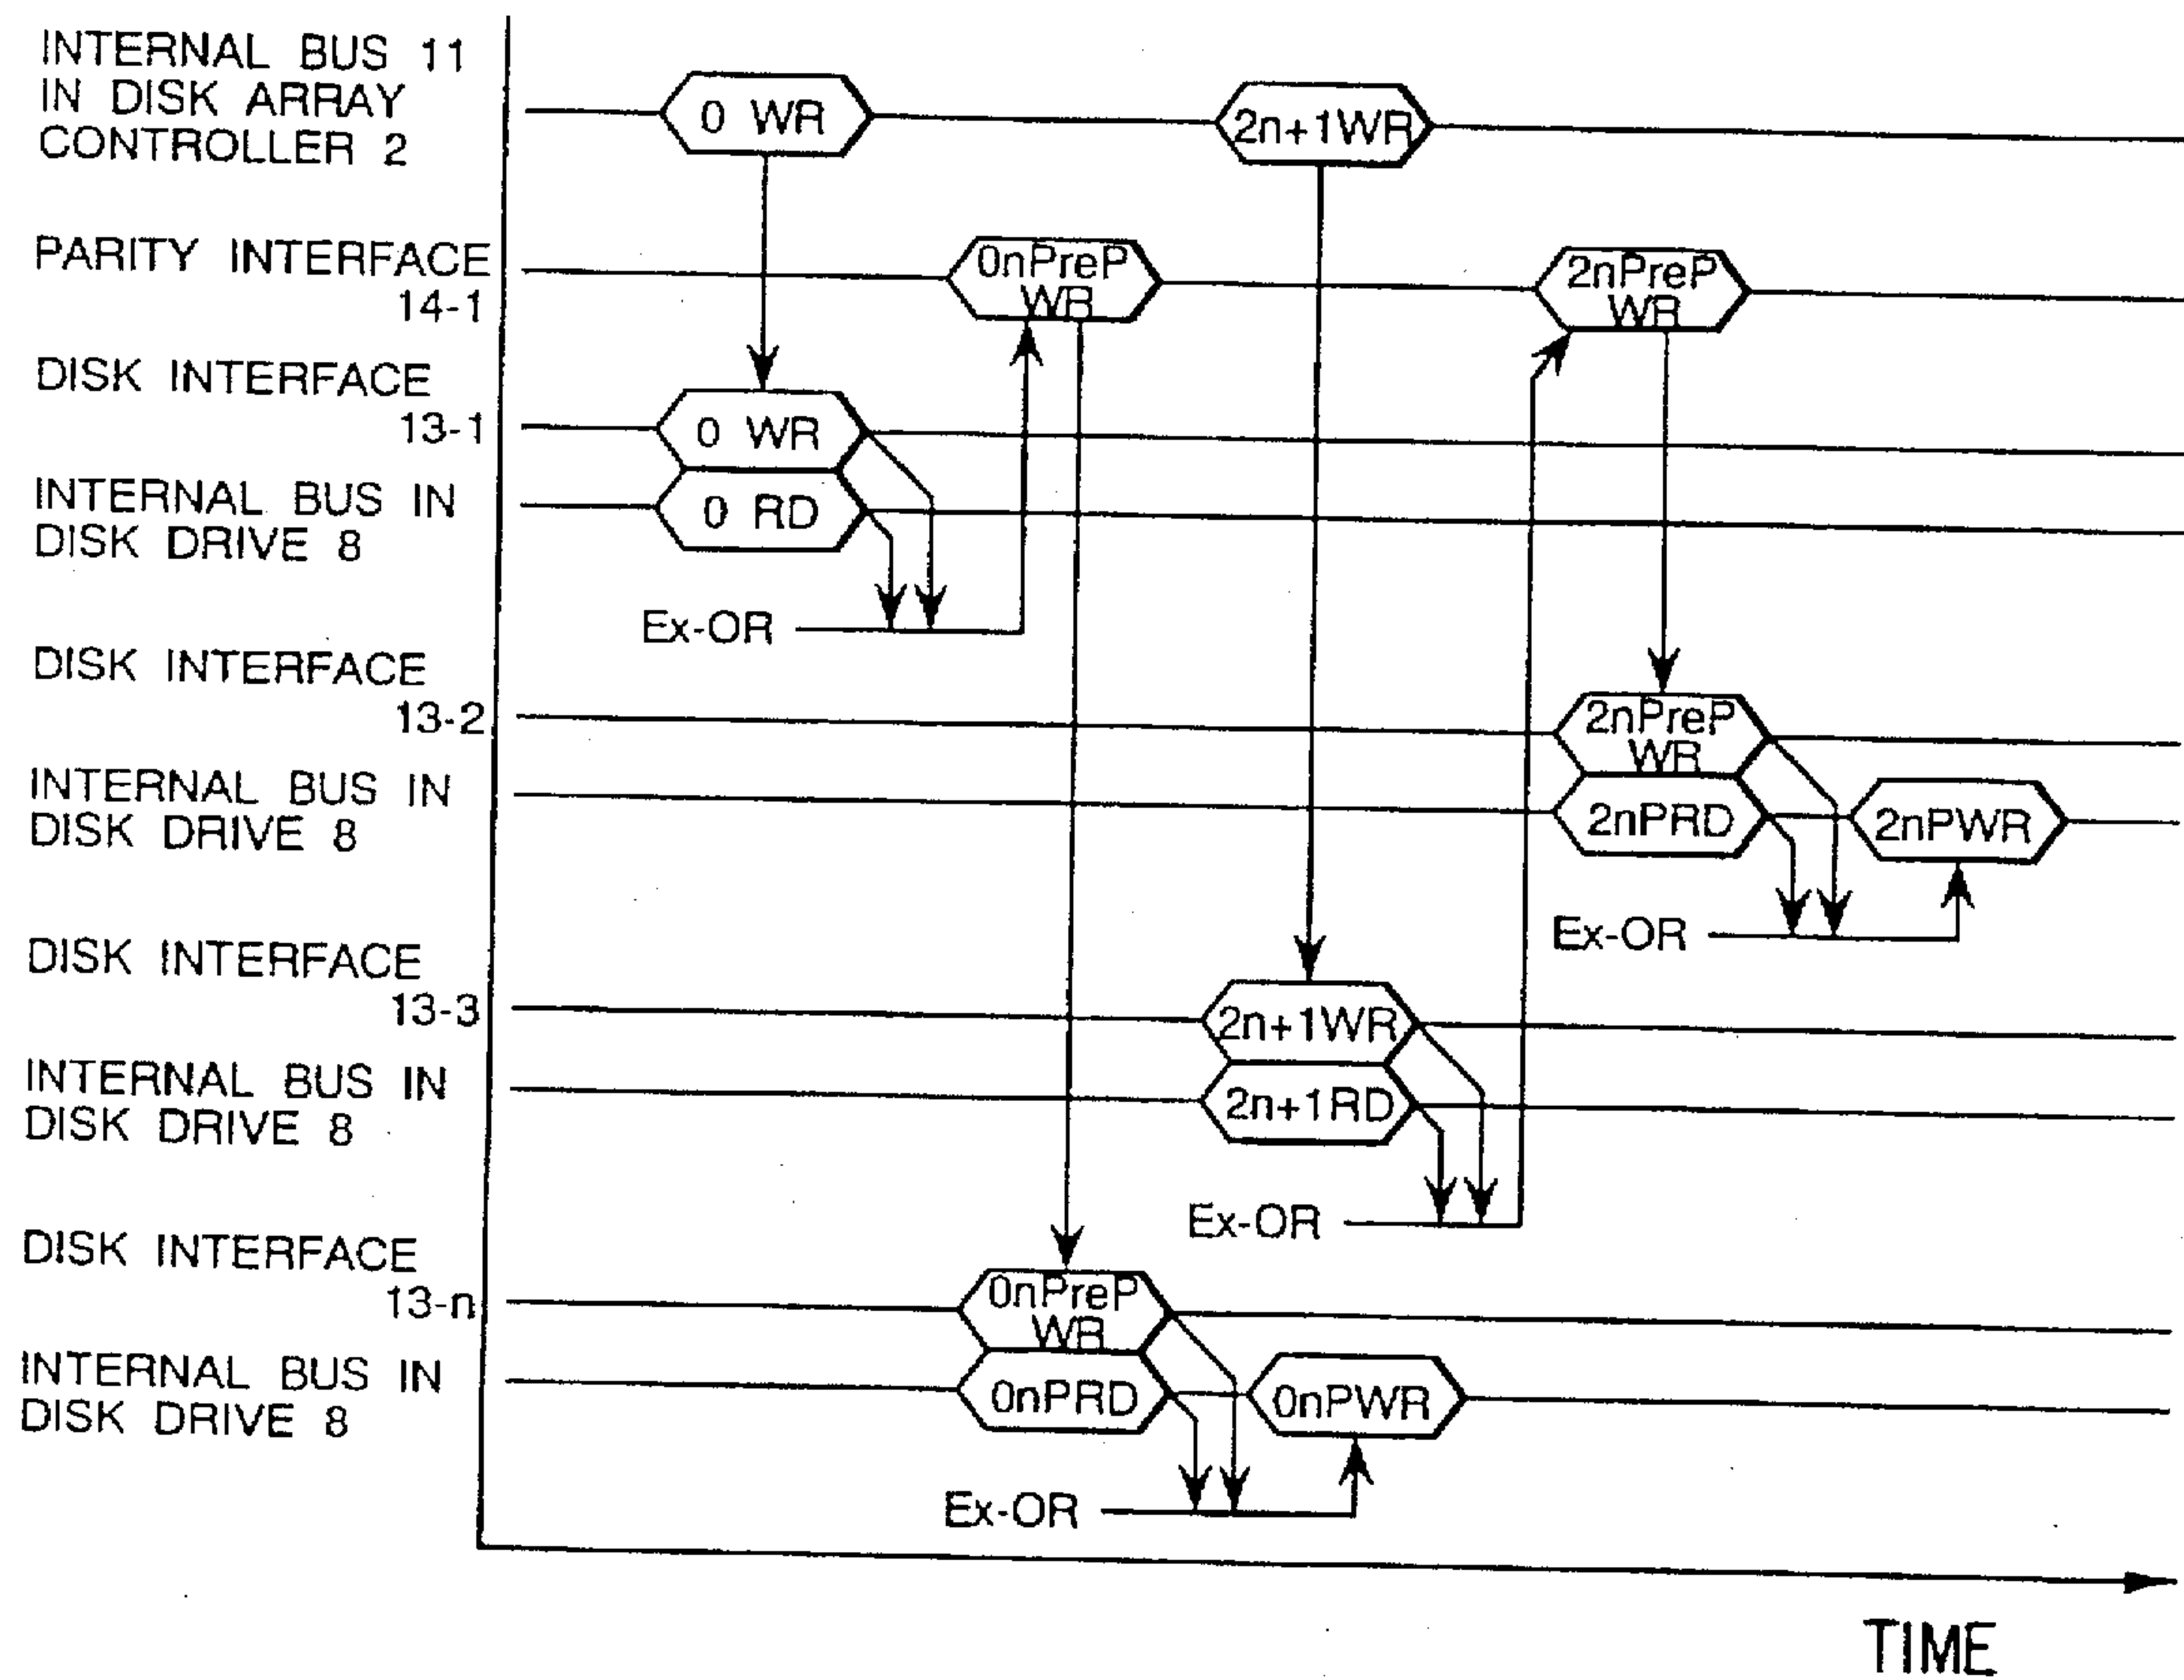 INTERNAL BUS 11
IN DISK ARRAY
CONTROLLER 2
0 WR
2n+1WR
PARITY INTERFACE
14-1
0nPreP
WR
2nPreP
WR
DISK INTERFACE
13-1
0 WR
INTERNAL BUS IN
DISK DRIVE 8
0 RD
Ex-OR
DISK INTERFACE
13-2
2nPreP
WR
INTERNAL BUS IN
DISK DRIVE 8
2nPRD
2nPWR
Ex-OR
DISK INTERFACE
13-3
2n+1WR
INTERNAL BUS IN
DISK DRIVE 8
2n+1RD
Ex-OR
DISK INTERFACE
13-n
0nPreP
WR
INTERNAL BUS IN
DISK DRIVE 8
0nPRD
0nPWR
Ex-OR
TIME